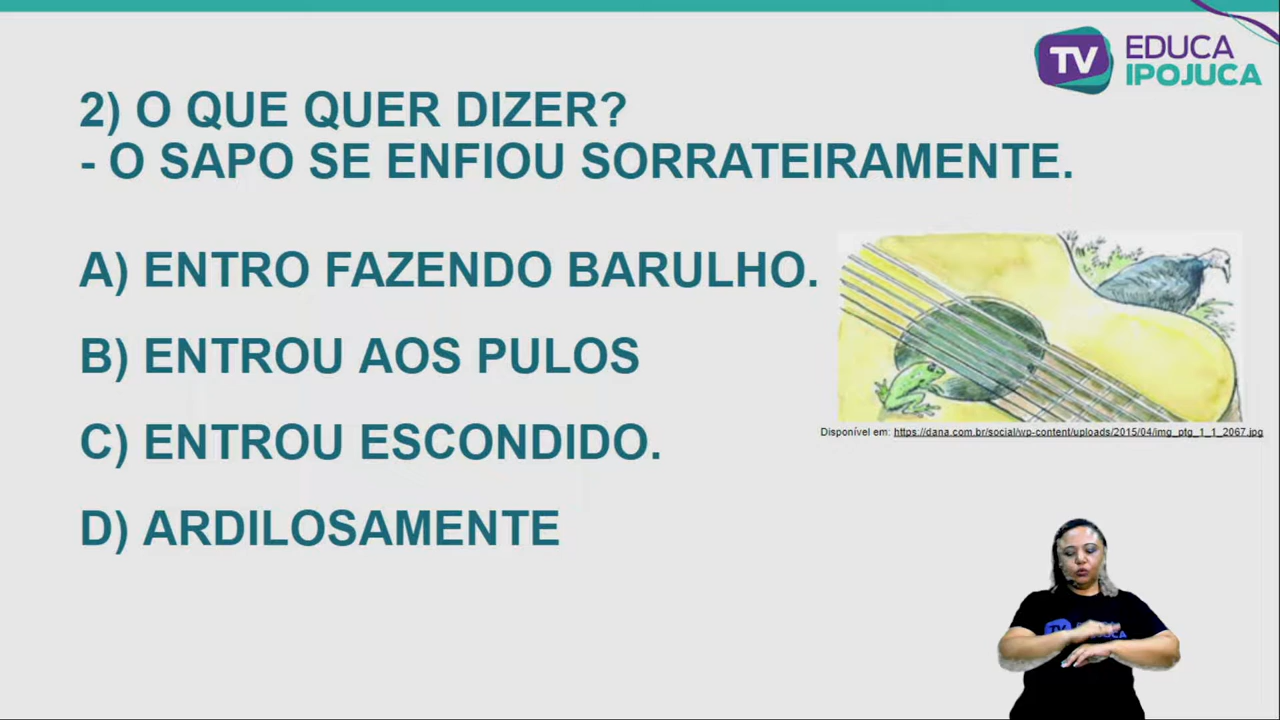 TV EDUCA
IPOJUCA
2) O QUE QUER DIZER?
- O SAPO SE ENFIOU SORRATEIRAMENTE.
A) ENTRO FAZENDO BARULHO.
B) ENTROU AOS PULOS
C) ENTROU ESCONDIDO.
D) ARDILOSAMENTE
Disponível em: https://dana.com.br/social/wp-content/uploads/2015/04/img_ptg_1_1_2067.jpg
TV